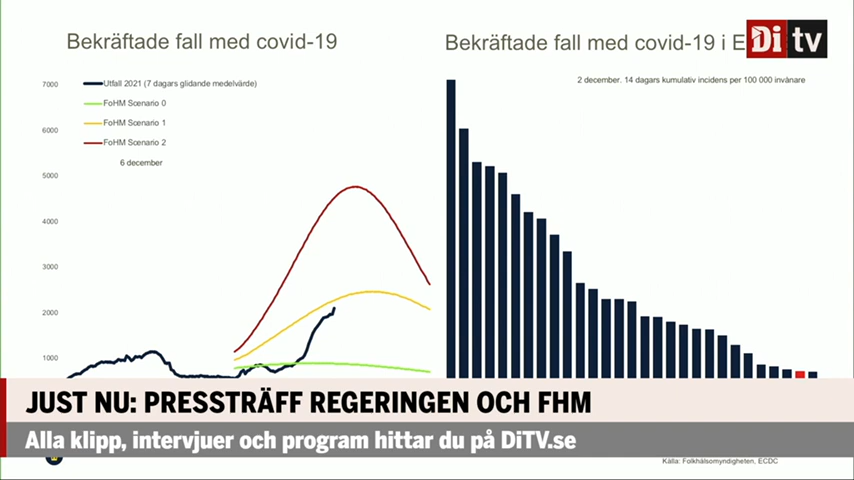 Bekräftade fall med covid-19
Bekräftade fall med covid-19 i E
Di tv
7000
6000
5000
4000
3000
2000
1000
Utfall 2021 (7 dagars glidande medelvärde)
FoHM Scenario 0
FoHM Scenario 1
FoHM Scenario 2
6 december
2 december. 14 dagars kumulativ incidens per 100 000 invånare
JUST NU: PRESSTRÄFF REGERINGEN OCH FHM
Alla klipp, intervjuer och program hittar du på DiTV.se
Källa: Folkhälsomyndigheten, ECDC